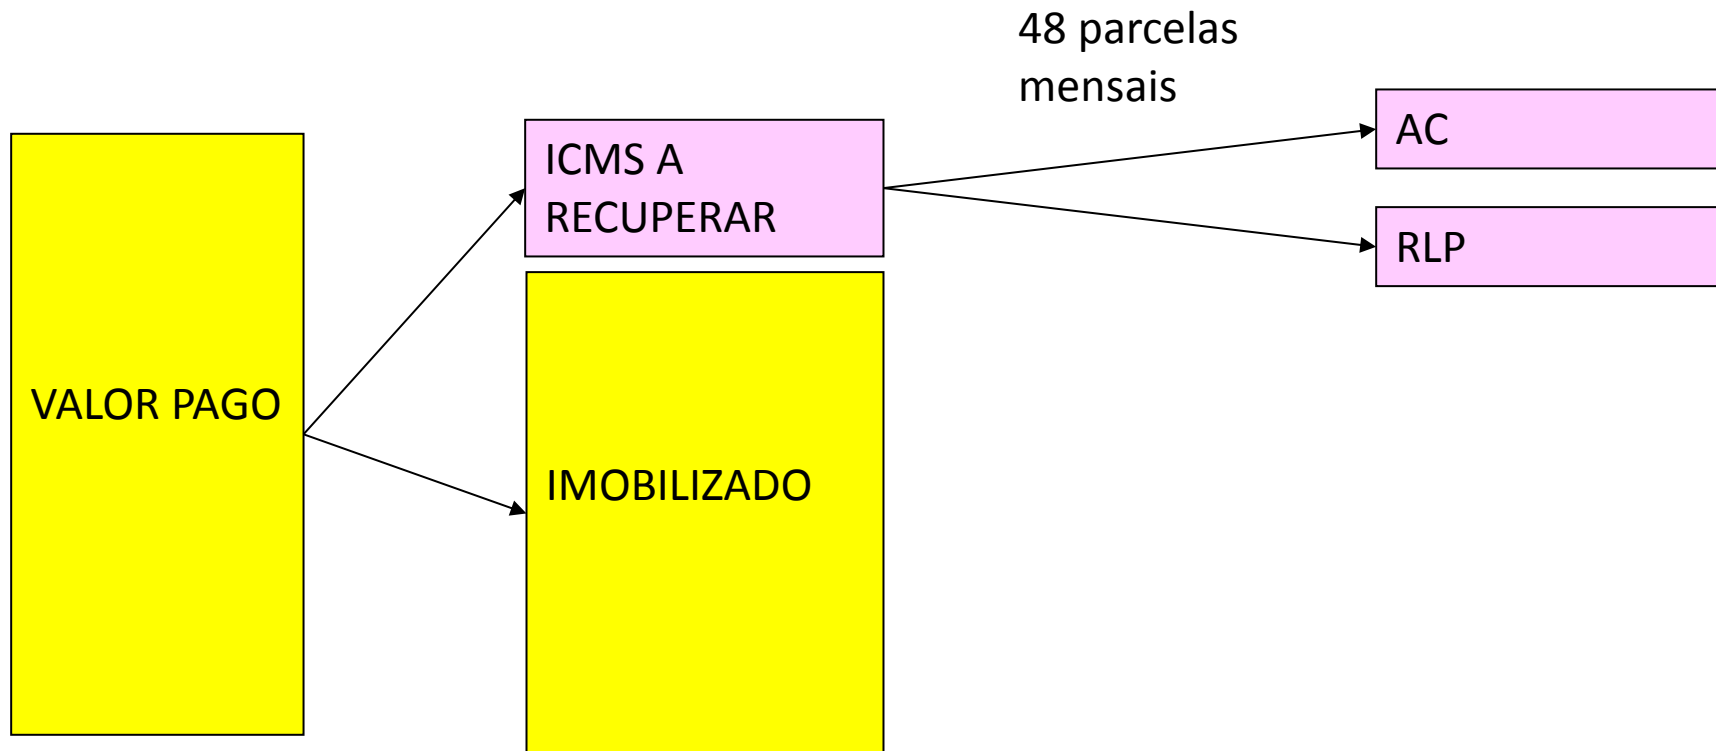 48 parcelas
mensais
AC
ICMS A
RECUPERAR
RLP
VALOR PAGO
IMOBILIZADO